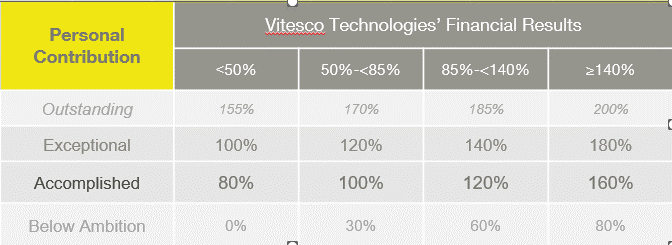 Personal Contribution
Vitesco Technologies' Financial Results
<50% 50%-<85% 85%-<140% ≥140%
Outstanding 155% 170% 185% 200%
Exceptional 100% 120% 140% 180%
Accomplished 80% 100% 120% 160%
Below Ambition 0% 30% 60% 80%